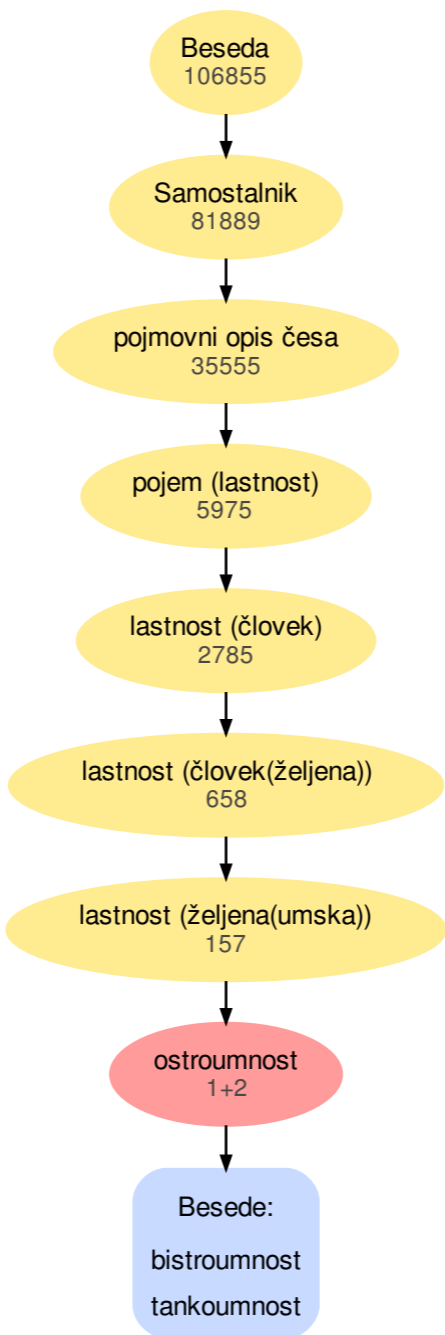 Beseda
106855
Samostalnik
81889
pojmovni opis česa
35555
pojem (lastnost)
5975
lastnost (človek)
2785
lastnost (človek(željena))
658
lastnost (željena(umska))
157
ostroumnost
1+2
Besede:
bistroumnost
tankoumnost